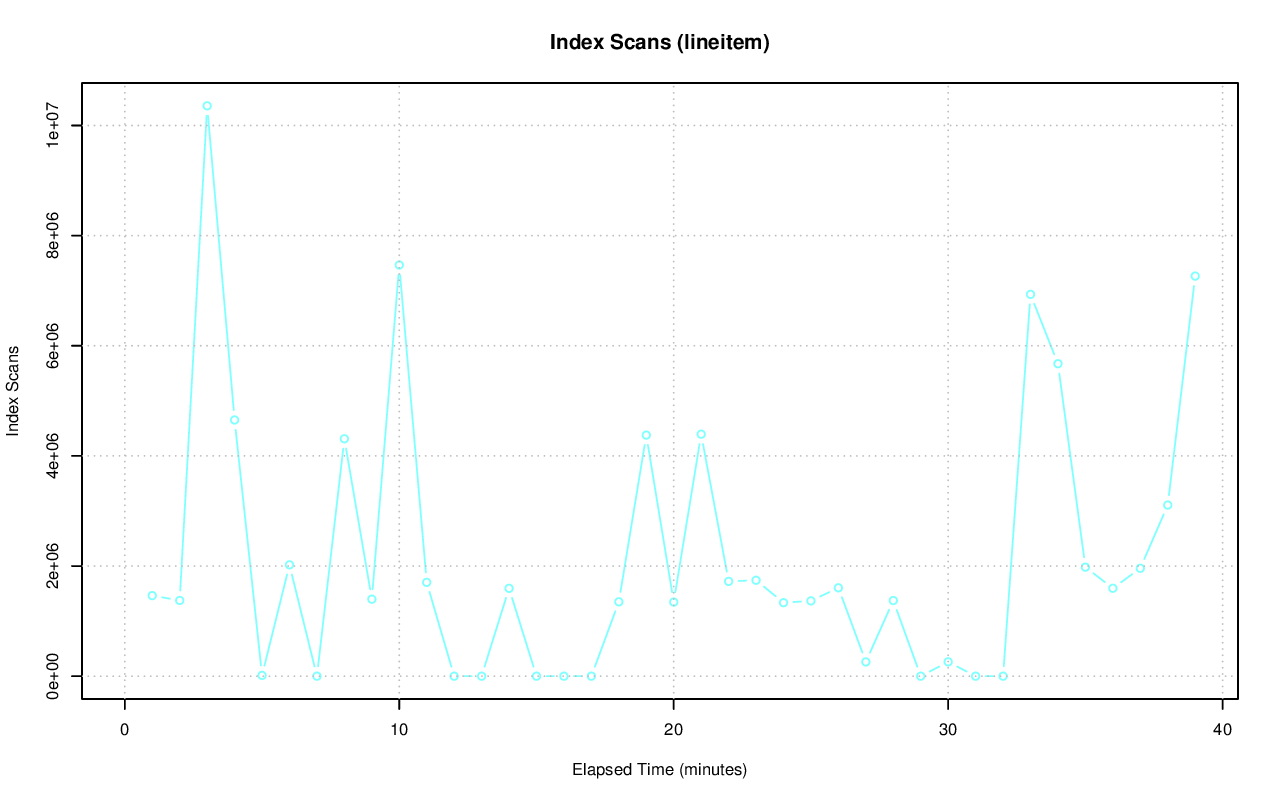 Index Scans (lineitem)
Index Scans
1e+07
8e+06
6e+06
4e+06
2e+06
0e+00
0 10 20 30 40
Elapsed Time (minutes)